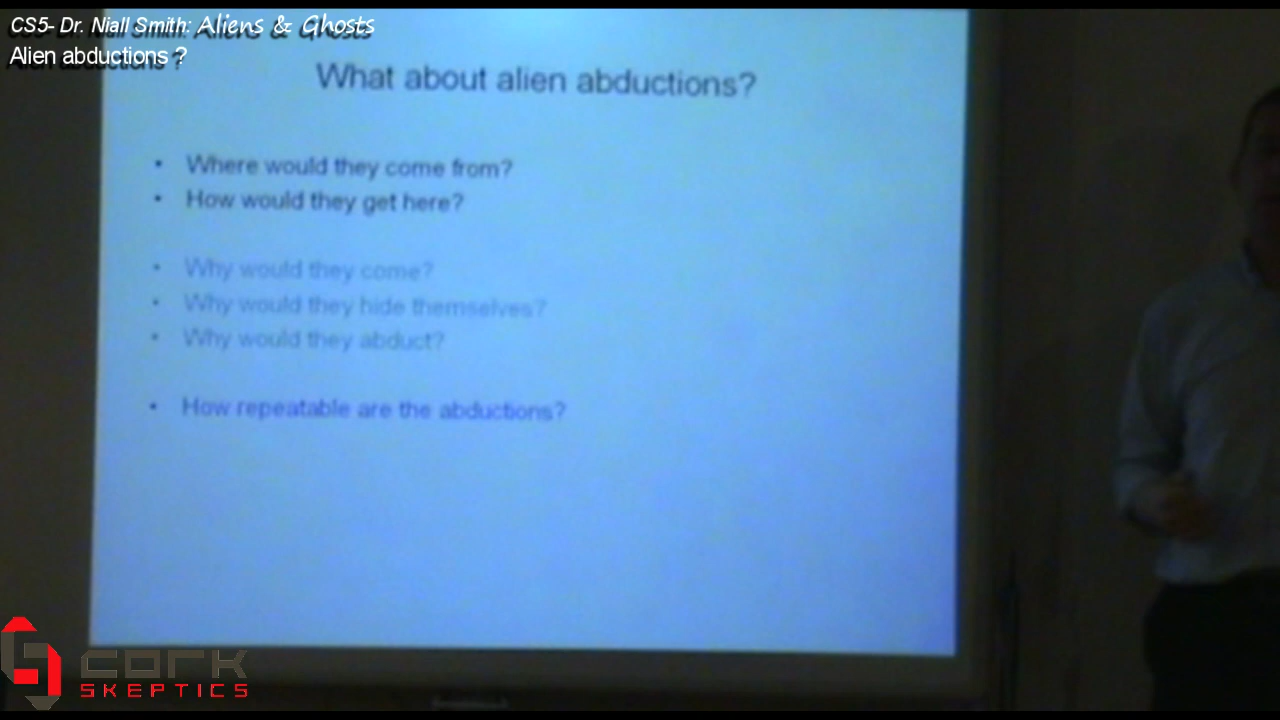 CS5- Dr. Niall Smith: Aliens & Ghosts
Alien abductions ?
What about alien abductions?
• Where would they come from?
• How would they get here?
• Why would they come?
• Why would they hide themselves?
• Why would they abduct?
• How repeatable are the abductions?
cork
SKEPTICS